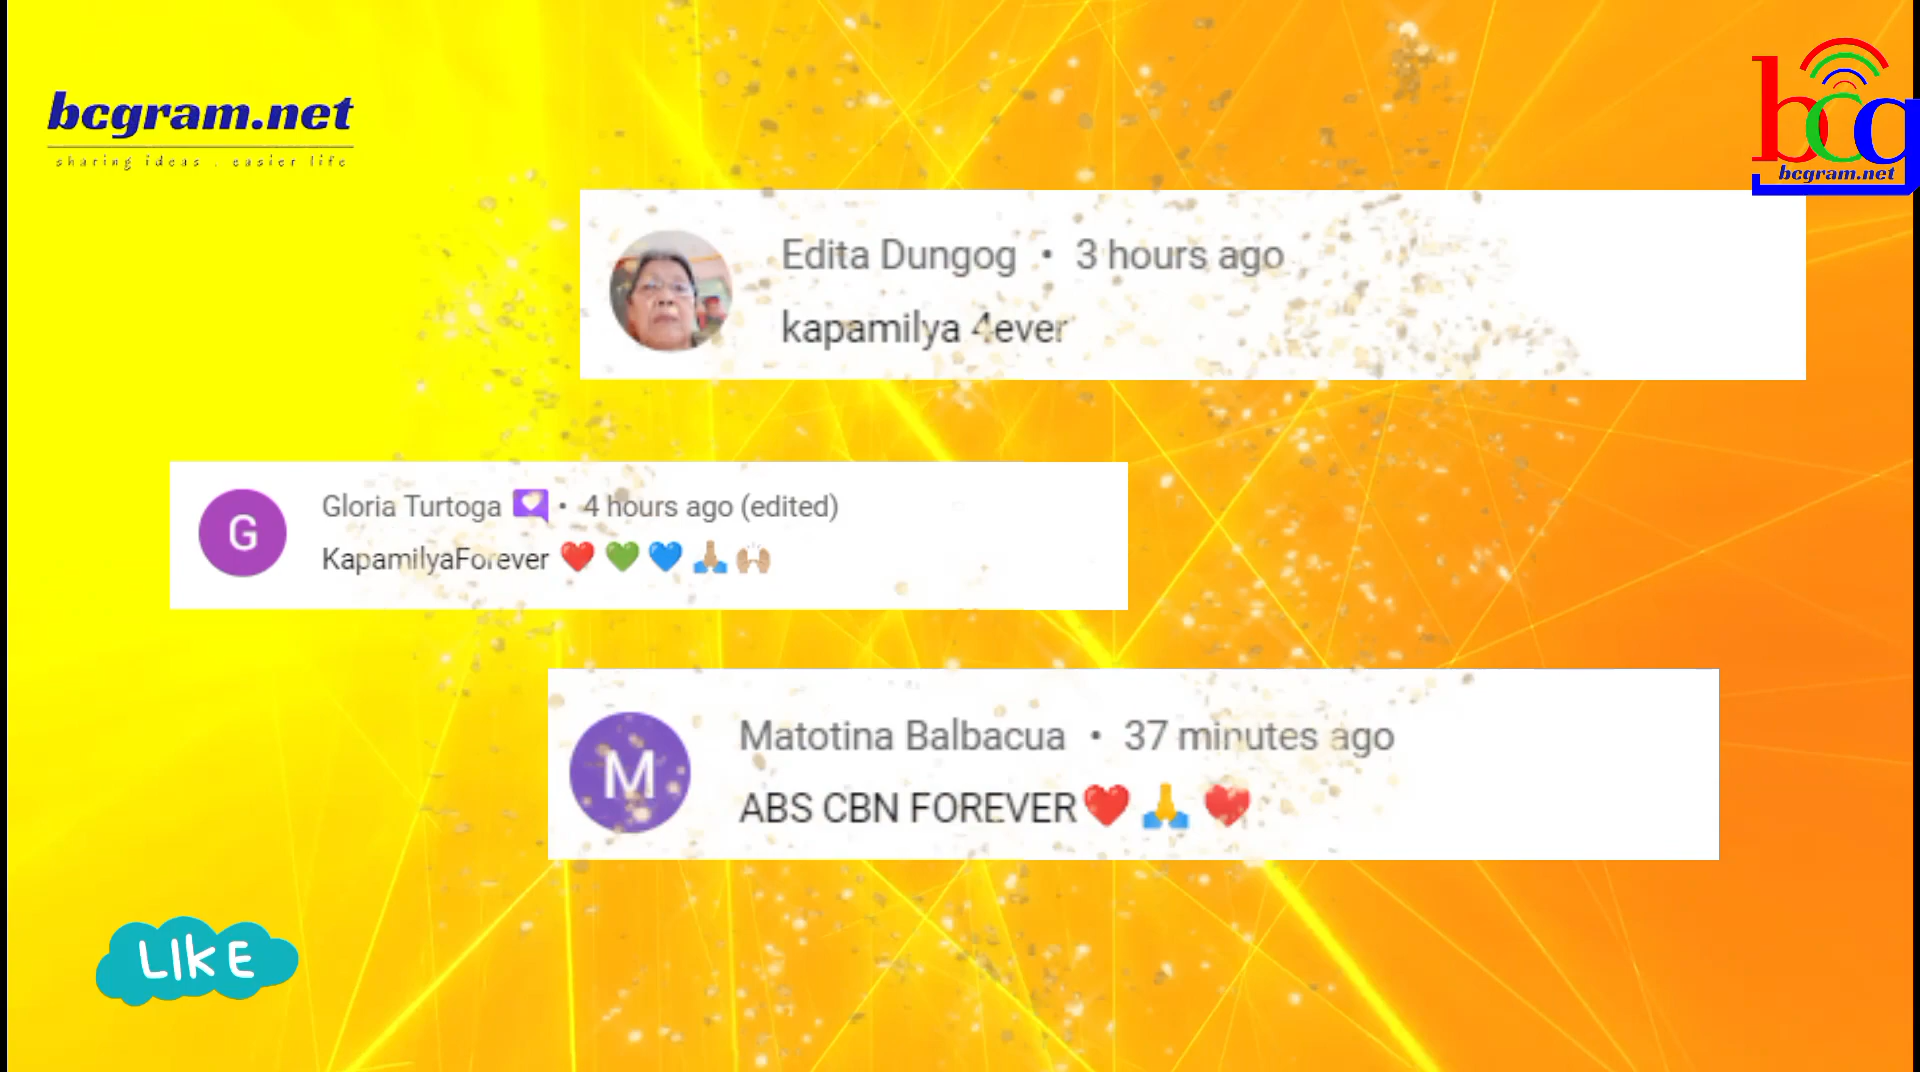 bcgram.net
sharing ideas . easier life
bcg
bcgram.net
Edita Dungog • 3 hours ago
kapamilya 4ever
G
Gloria Turtoga • 4 hours ago (edited)
KapamilyaForever ❤️ 💚 💙 🙏🏼 🙌🏼
M
Matotina Balbacua • 37 minutes ago
ABS CBN FOREVER❤️ 🙏 ❤️
LIKE